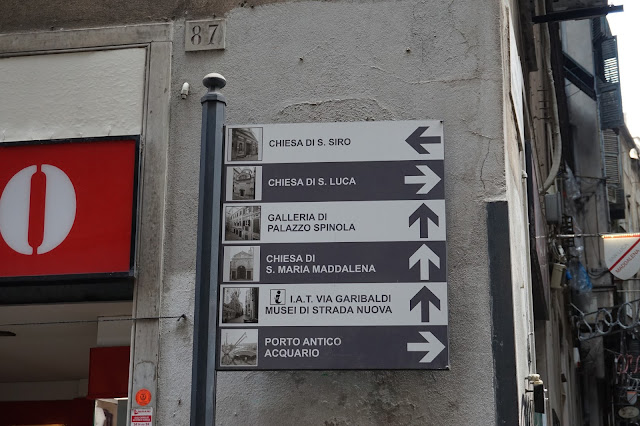 87
CHIESA DI S. SIRO
CHIESA DI S. LUCA
GALLERIA DI
PALAZZO SPINOLA
CHIESA DI
S. MARIA MADDALENA
i I.A.T. VIA GARIBALDI
MUSEI DI STRADA NUOVA
PORTO ANTICO
ACQUARIO